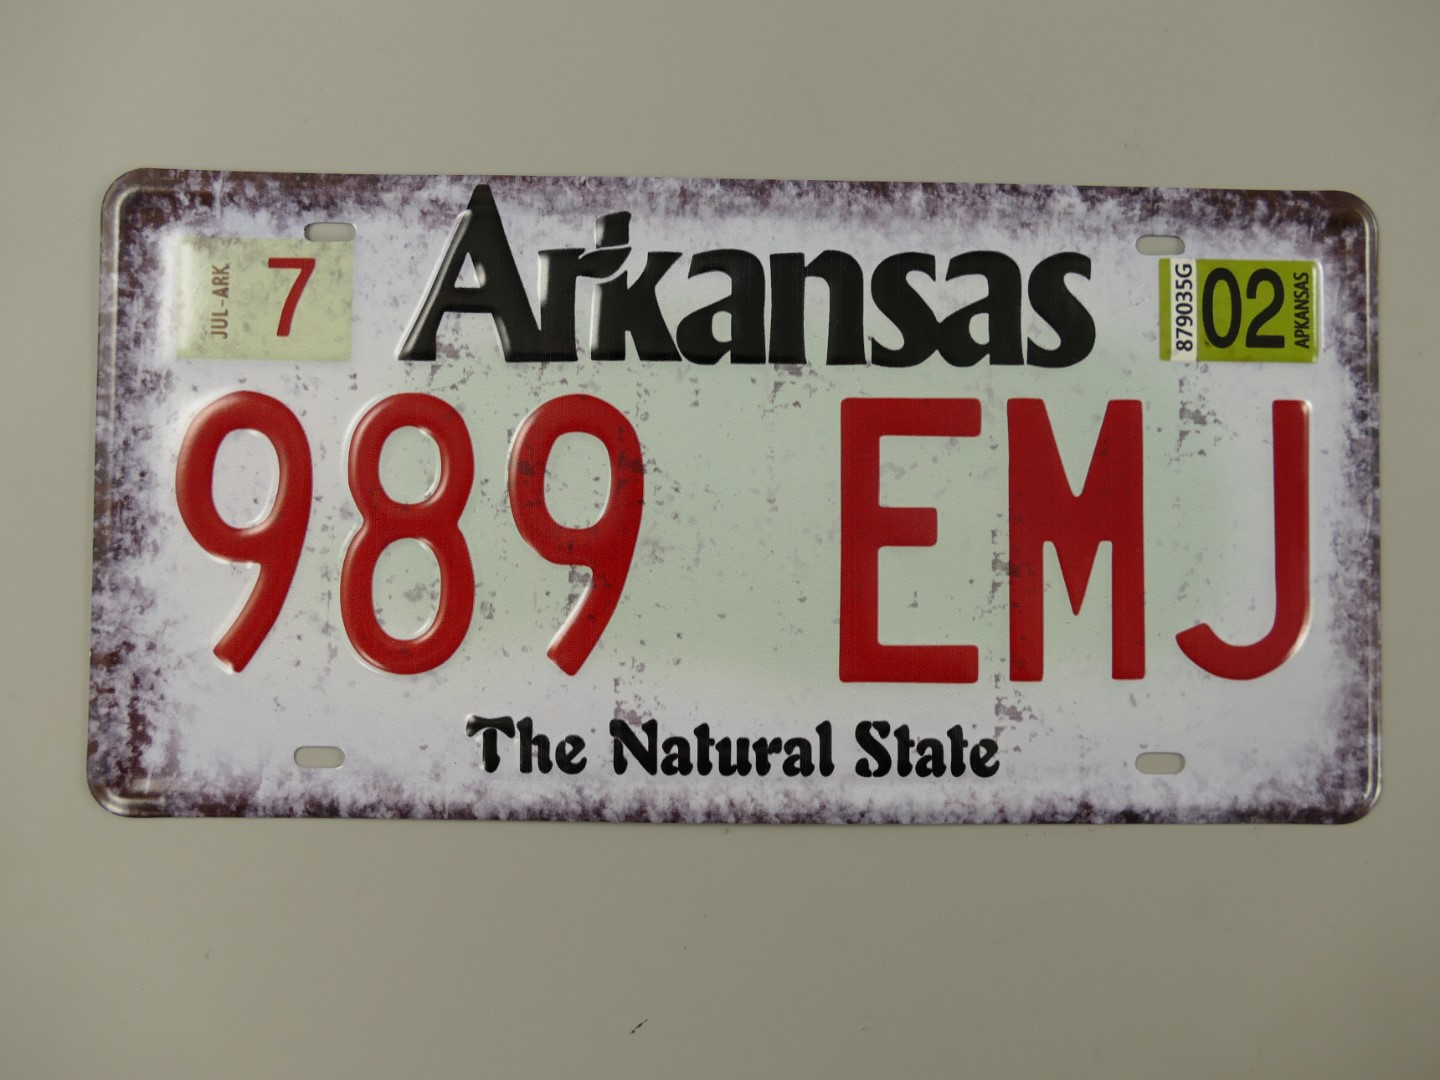 JUL-ARK
7
Arkansas
879035G
02
APKANSAS
989 EMJ
The Natural State